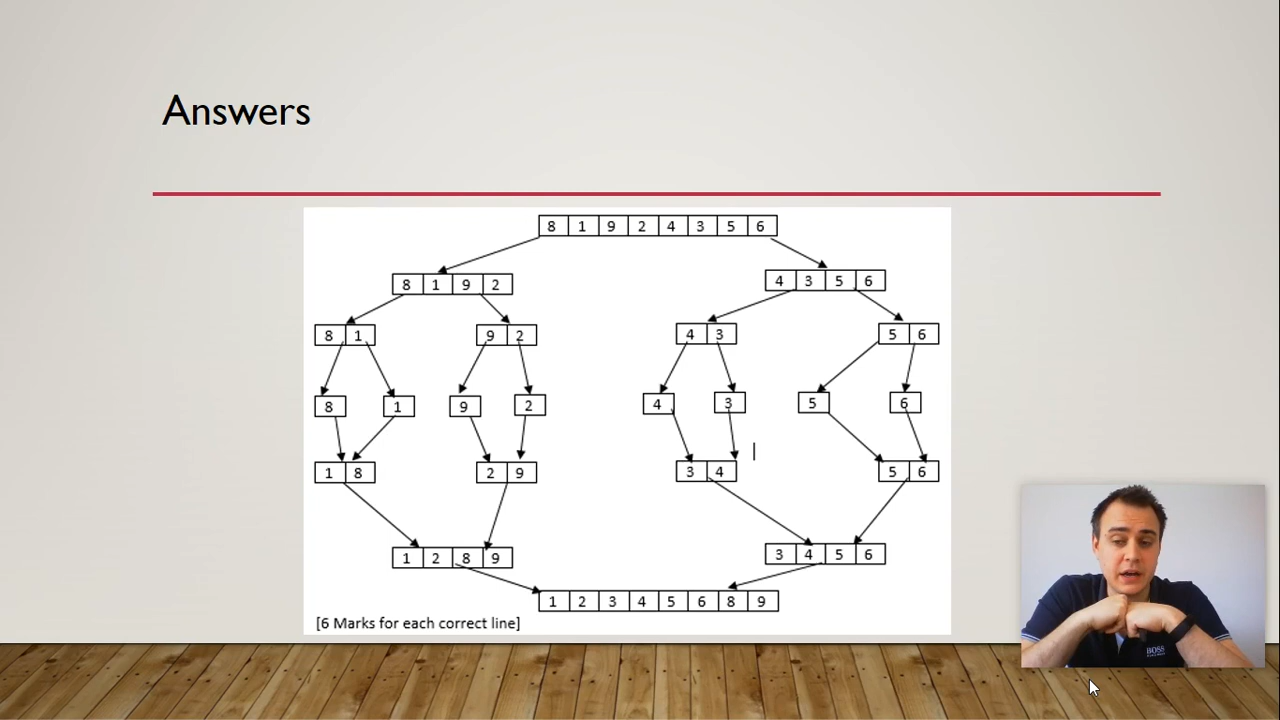 Answers
8 1 9 2 4 3 5 6
8 1 9 2 4 3 5 6
8 1 9 2 4 3 5 6
8 1 9 2 4 3 5 6
1 8 2 9 3 4 5 6
1 2 8 9 3 4 5 6
1 2 3 4 5 6 8 9
[6 Marks for each correct line]
BOSS